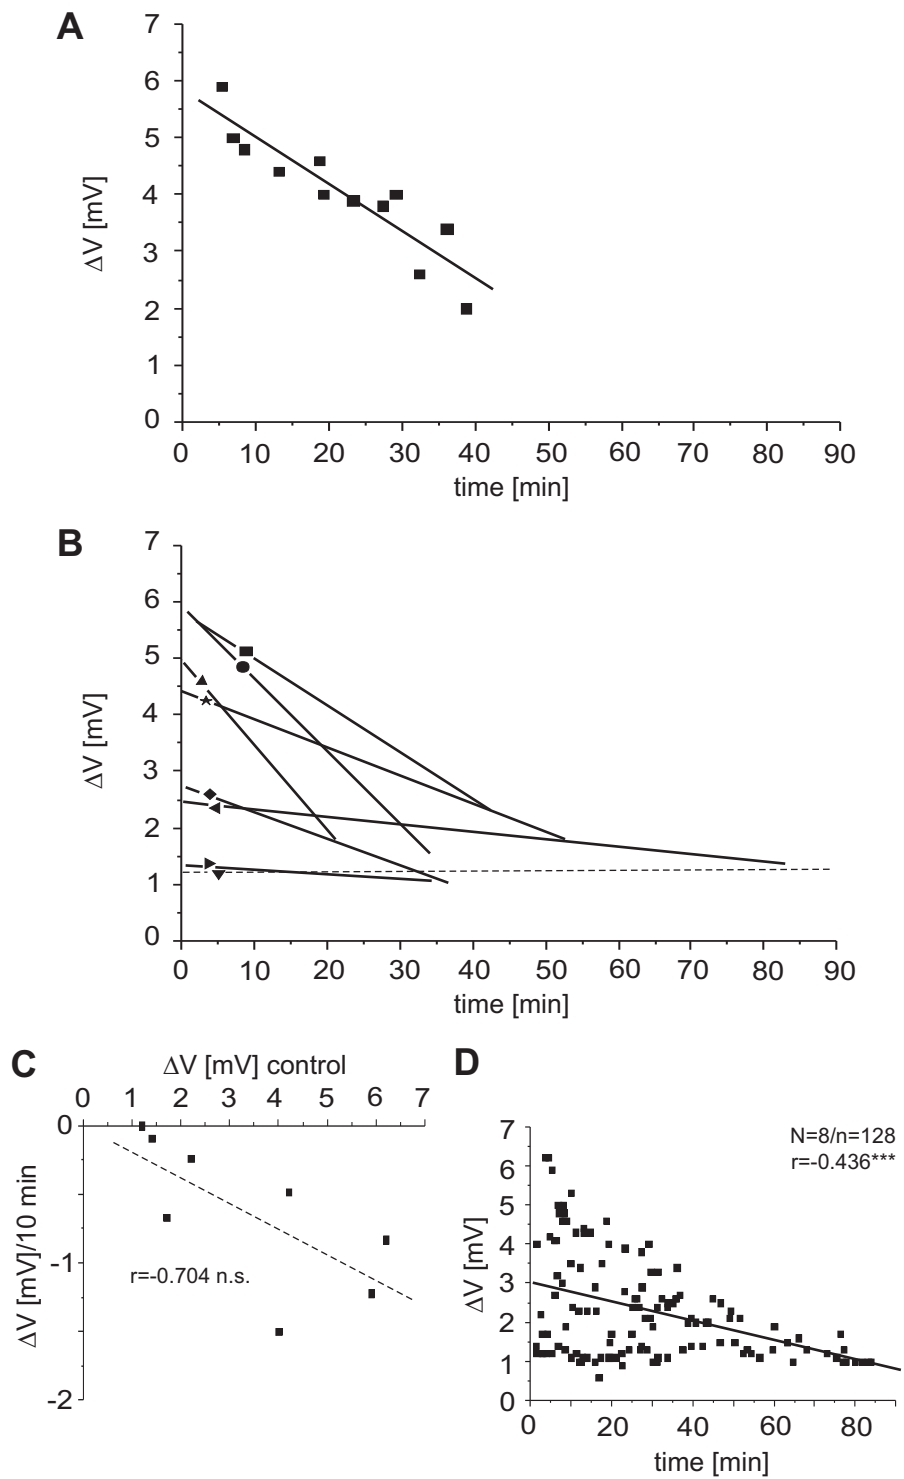 A
7
6
5
4
3
2
1
0
ΔV [mV]
0 10 20 30 40 50 60 70 80 90
time [min]
B
7
6
5
4
3
2
1
0
ΔV [mV]
0 10 20 30 40 50 60 70 80 90
time [min]
C
ΔV [mV] control
0 1 2 3 4 5 6 7
0
-1
-2
ΔV [mV]/10 min
r=-0.704 n.s.
D
N=8/n=128
r=-0.436***
7
6
5
4
3
2
1
0
ΔV [mV]
0 10 20 30 40 60 80
time [min]